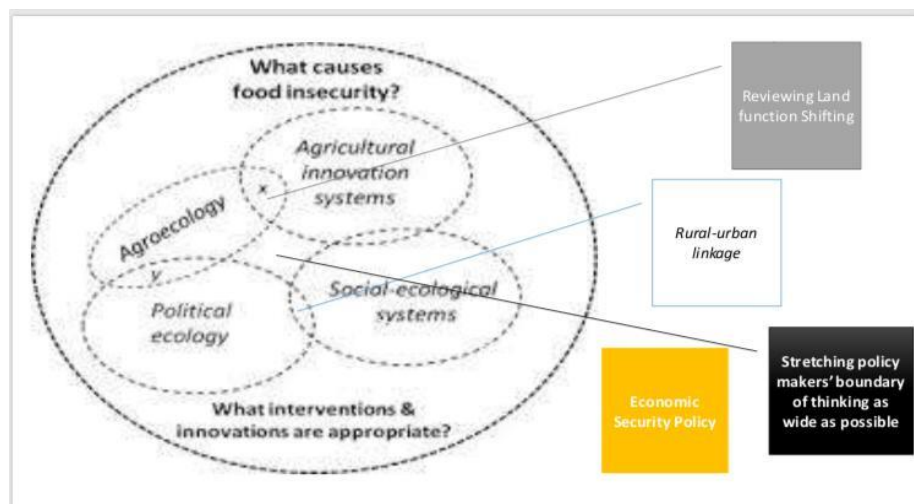 What causes
food insecurity?
Agricultural
innovation
systems
x
Agroecology
y
Political
ecology
Social-ecological
systems
What interventions &
innovations are appropriate?
Reviewing Land
function Shifting
Rural-urban
linkage
Economic
Security Policy
Stretching policy
makers' boundary
of thinking as
wide as possible